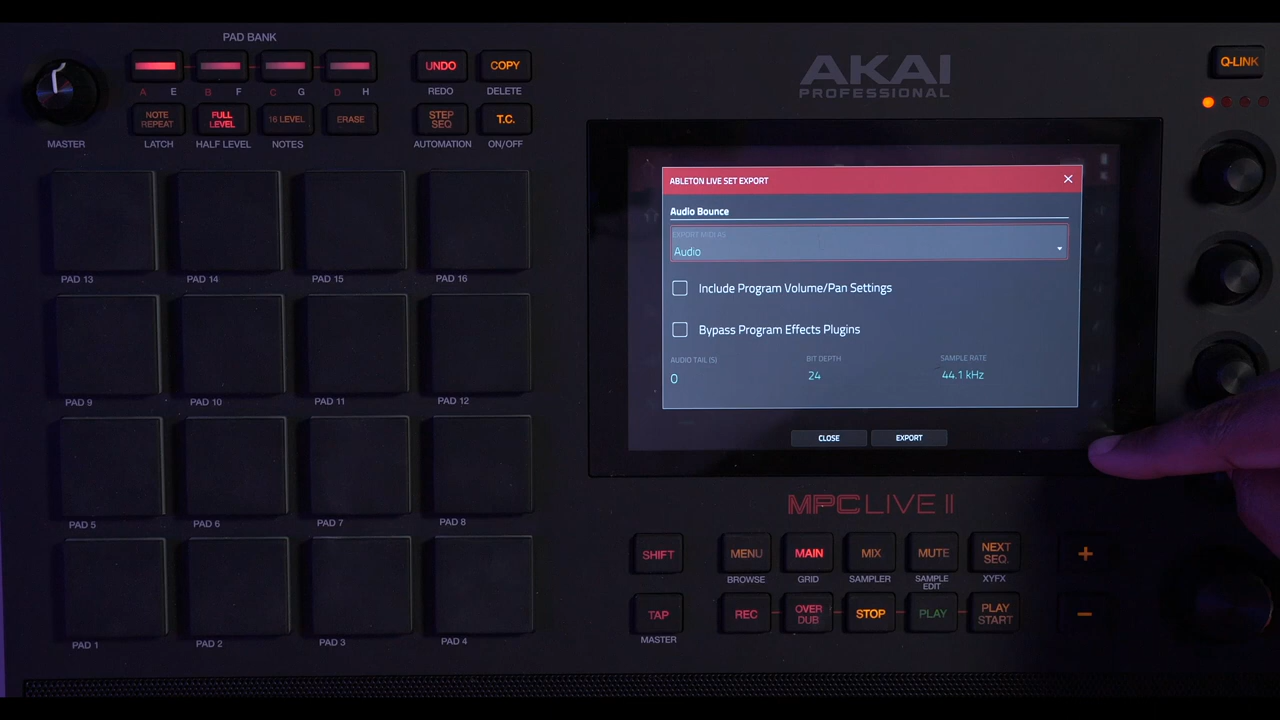 PAD BANK
A E B F C G D H
NOTE REPEAT
FULL LEVEL
16 LEVEL
ERASE
LATCH
HALF LEVEL
NOTES
MASTER
UNDO
COPY
REDO
DELETE
STEP SEQ
T.C.
AUTOMATION
ON/OFF
PAD 13
PAD 14
PAD 15
PAD 16
PAD 9
PAD 10
PAD 11
PAD 12
PAD 5
PAD 6
PAD 7
PAD 8
PAD 1
PAD 2
PAD 3
PAD 4
AKAI
PROFESSIONAL
Q-LINK
ABLETON LIVE SET EXPORT
Audio Bounce
EXPORT MIDI AS
Audio
Include Program Volume/Pan Settings
Bypass Program Effects Plugins
AUDIO TAIL (S)
BIT DEPTH
SAMPLE RATE
0
24
44.1 kHz
CLOSE
EXPORT
MPC LIVE II
SHIFT
MENU
MAIN
MIX
MUTE
NEXT SEQ.
+
BROWSE
GRID
SAMPLER
SAMPLE EDIT
XYFX
TAP
REC
OVER DUB
STOP
PLAY
PLAY START
−
MASTER